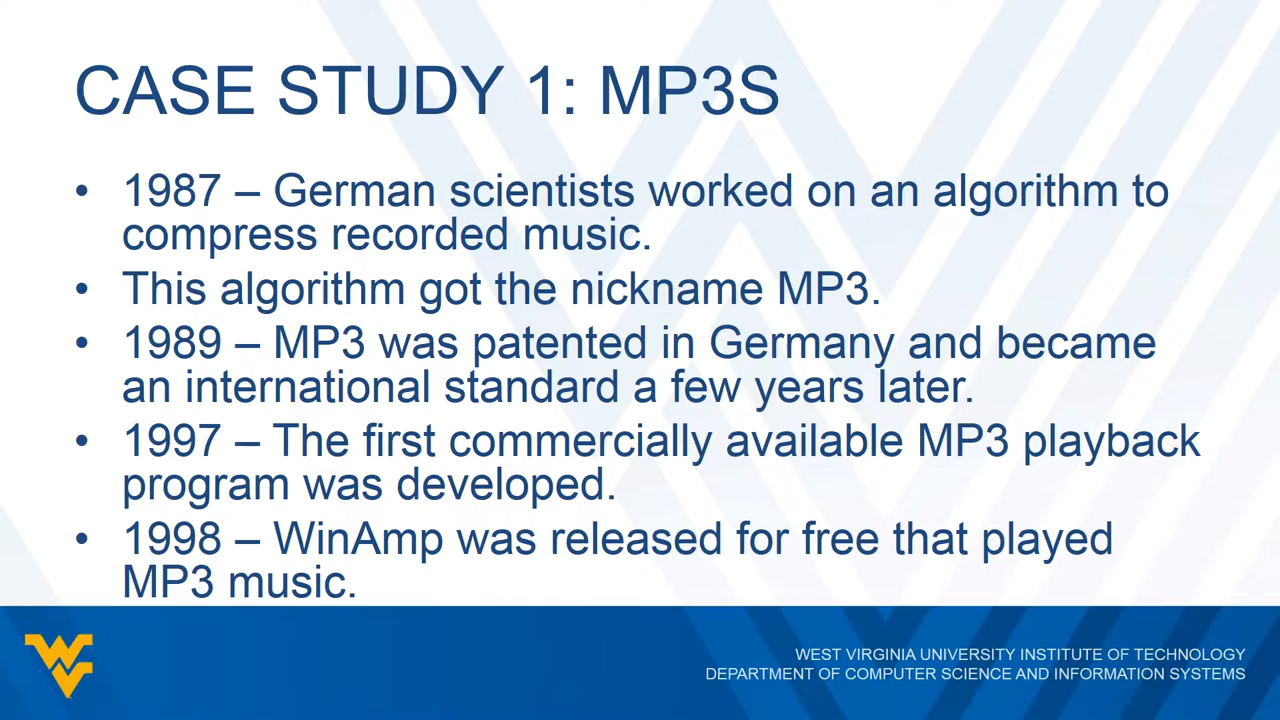 CASE STUDY 1: MP3S
• 1987 – German scientists worked on an algorithm to
compress recorded music.
• This algorithm got the nickname MP3.
• 1989 – MP3 was patented in Germany and became
an international standard a few years later.
• 1997 – The first commercially available MP3 playback
program was developed.
• 1998 – WinAmp was released for free that played
MP3 music.
WV
WEST VIRGINIA UNIVERSITY INSTITUTE OF TECHNOLOGY
DEPARTMENT OF COMPUTER SCIENCE AND INFORMATION SYSTEMS